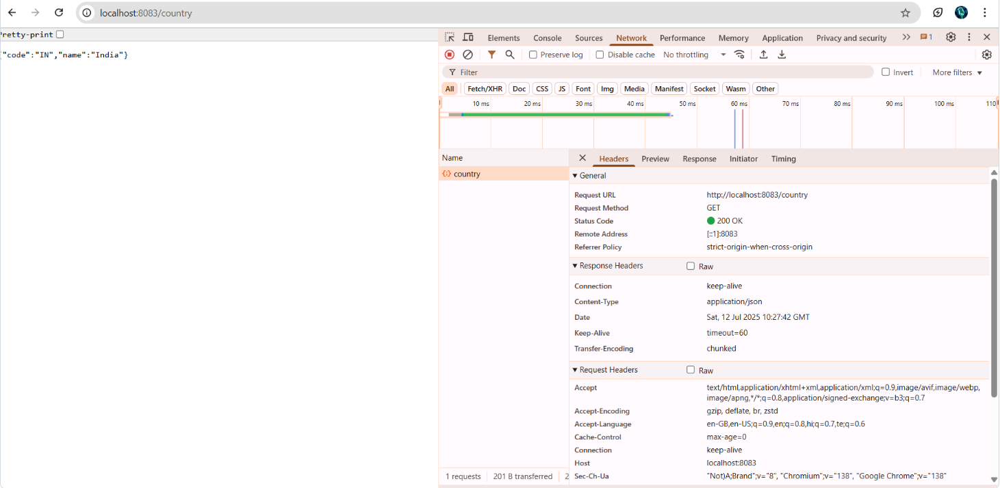 localhost:8083/country
Pretty-print
{"code":"IN","name":"India"}
Elements Console Sources Network Performance Memory Application Privacy and security 1
Preserve log Disable cache No throttling
Filter Invert More filters
All Fetch/XHR Doc CSS JS Font Img Media Manifest Socket Wasm Other
10 ms 20 ms 30 ms 40 ms 50 ms 60 ms 70 ms 80 ms 90 ms 100 ms 110
Name
country
Headers Preview Response Initiator Timing
General
Request URL http://localhost:8083/country
Request Method GET
Status Code 200 OK
Remote Address [::1]:8083
Referrer Policy strict-origin-when-cross-origin
Response Headers Raw
Connection keep-alive
Content-Type application/json
Date Sat, 12 Jul 2025 10:27:42 GMT
Keep-Alive timeout=60
Transfer-Encoding chunked
Request Headers Raw
Accept text/html,application/xhtml+xml,application/xml;q=0.9,image/avif,image/webp,
image/apng,*/*;q=0.8,application/signed-exchange;v=b3;q=0.7
Accept-Encoding gzip, deflate, br, zstd
Accept-Language en-GB,en-US;q=0.9,en;q=0.8,hi;q=0.7,te;q=0.6
Cache-Control max-age=0
Connection keep-alive
Host localhost:8083
Sec-Ch-Ua "Not)A;Brand";v="8", "Chromium";v="138", "Google Chrome";v="138"
1 requests 201 B transferred 2